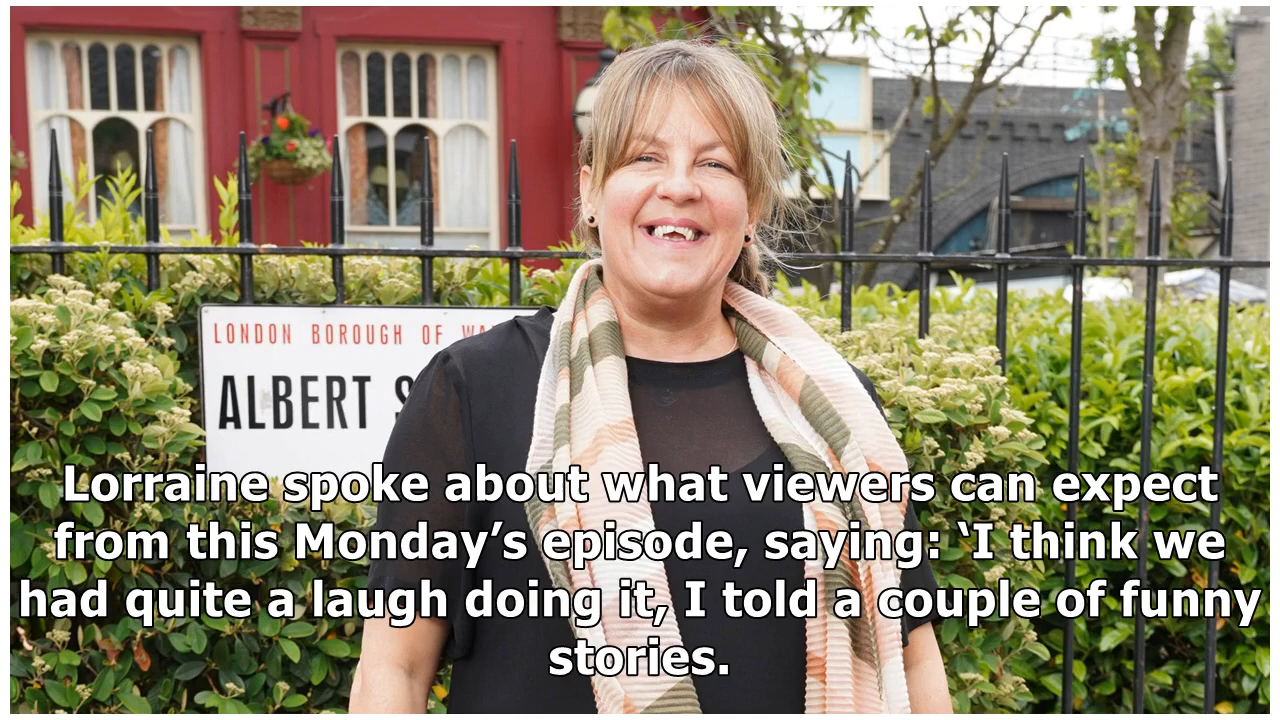 LONDON BOROUGH OF WA
ALBERT S
Lorraine spoke about what viewers can expect
from this Monday’s episode, saying: ‘I think we
had quite a laugh doing it, I told a couple of funny
stories.